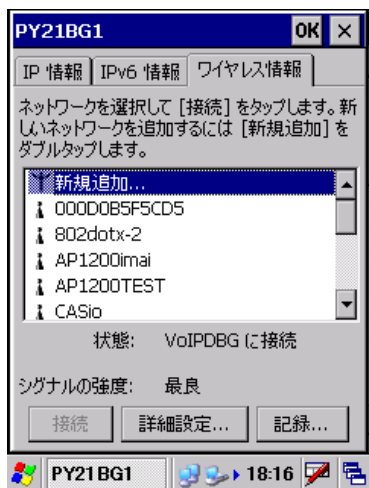 PY21BG1 OK ×
IP 情報 IPv6 情報 ワイヤレス情報
ネットワークを選択して [接続] をタップします。新
しいネットワークを追加するには [新規追加] を
ダブルタップします。
新規追加...
000D0B5F5CD5
802dotx-2
AP1200imai
AP1200TEST
CASio
状態: VoIPDBG に接続
シグナルの強度: 最良
接続 詳細設定... 記録...
PY21BG1 18:16